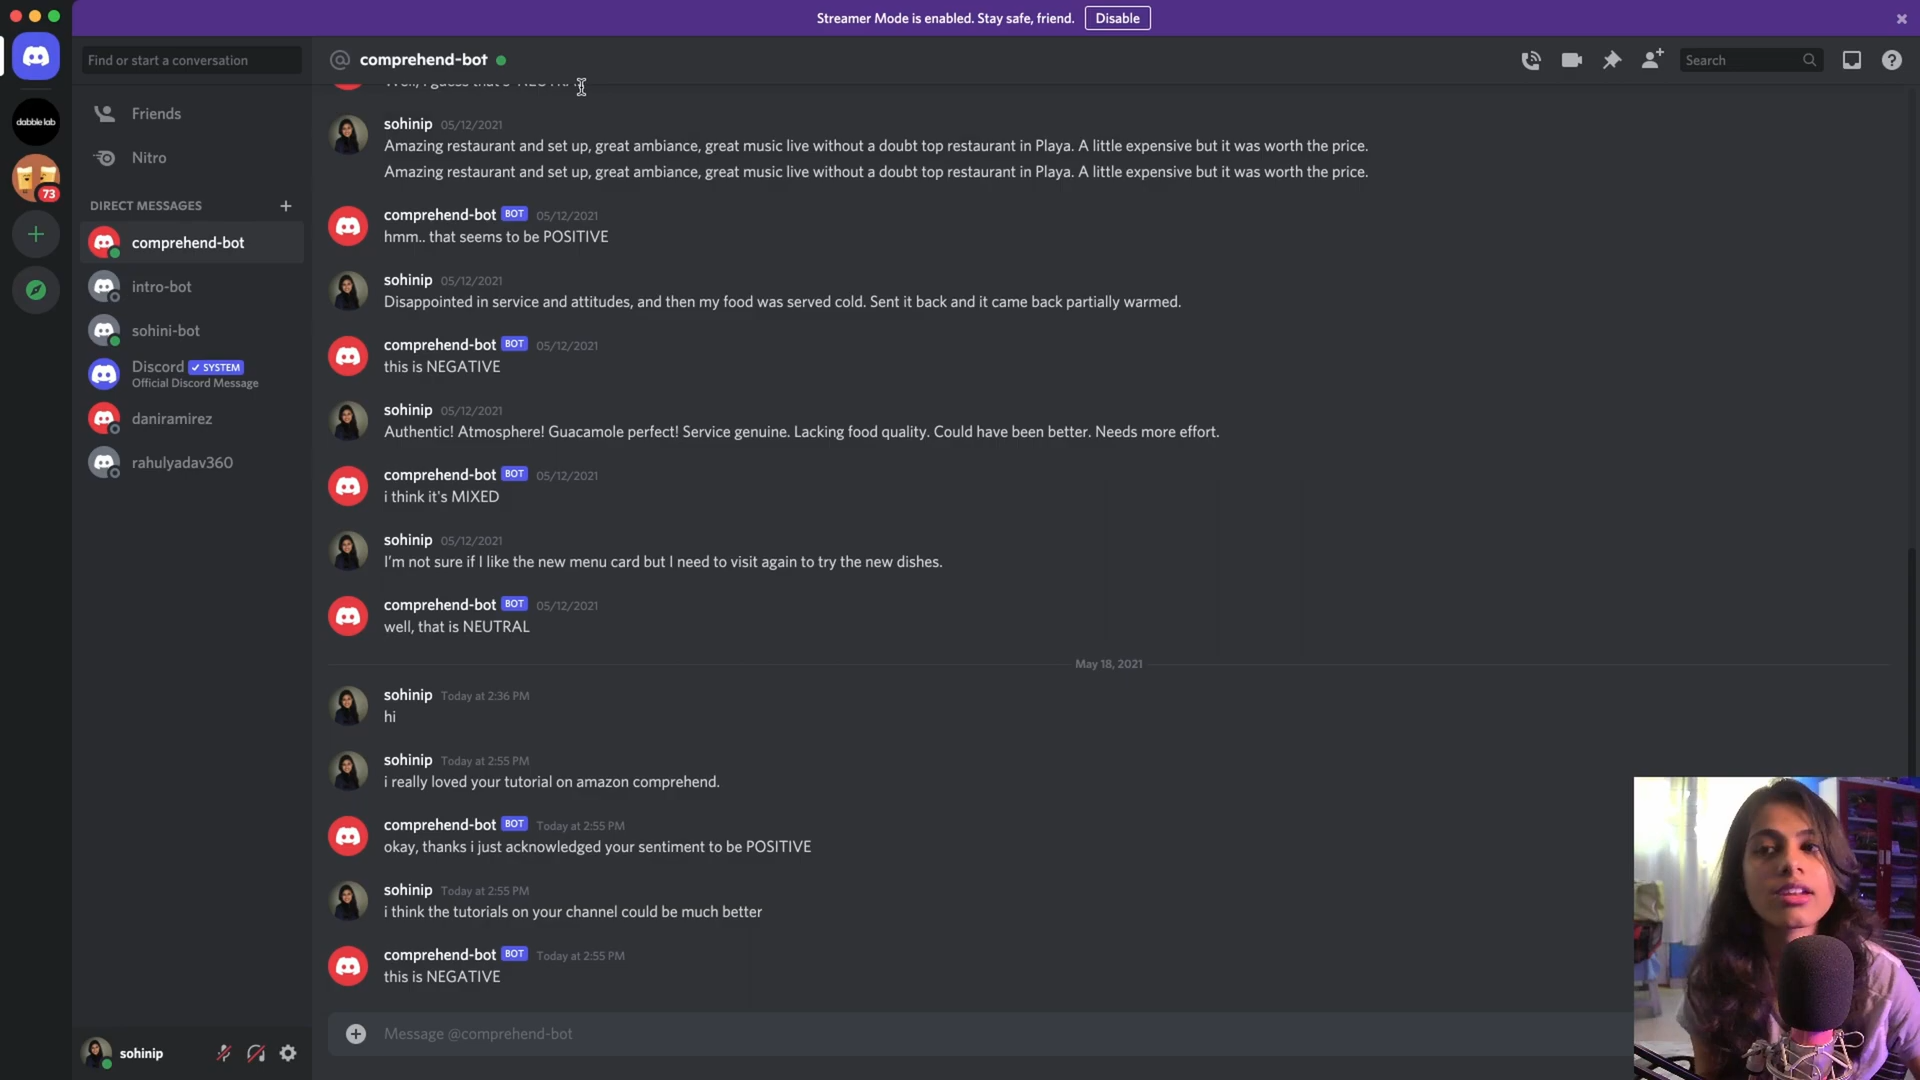 Streamer Mode is enabled. Stay safe, friend. Disable
Find or start a conversation
comprehend-bot
Search
dabble lab
73
Friends
Nitro
DIRECT MESSAGES
comprehend-bot
intro-bot
sohini-bot
Discord SYSTEM
Official Discord Message
daniramirez
rahulyadav360
sohinip
sohinip 05/12/2021
Amazing restaurant and set up, great ambiance, great music live without a doubt top restaurant in Playa. A little expensive but it was worth the price.
Amazing restaurant and set up, great ambiance, great music live without a doubt top restaurant in Playa. A little expensive but it was worth the price.
comprehend-bot BOT 05/12/2021
hmm.. that seems to be POSITIVE
sohinip 05/12/2021
Disappointed in service and attitudes, and then my food was served cold. Sent it back and it came back partially warmed.
comprehend-bot BOT 05/12/2021
this is NEGATIVE
sohinip 05/12/2021
Authentic! Atmosphere! Guacamole perfect! Service genuine. Lacking food quality. Could have been better. Needs more effort.
comprehend-bot BOT 05/12/2021
i think it's MIXED
sohinip 05/12/2021
I’m not sure if I like the new menu card but I need to visit again to try the new dishes.
comprehend-bot BOT 05/12/2021
well, that is NEUTRAL
May 18, 2021
sohinip Today at 2:36 PM
hi
sohinip Today at 2:55 PM
i really loved your tutorial on amazon comprehend.
comprehend-bot BOT Today at 2:55 PM
okay, thanks i just acknowledged your sentiment to be POSITIVE
sohinip Today at 2:55 PM
i think the tutorials on your channel could be much better
comprehend-bot BOT Today at 2:55 PM
this is NEGATIVE
Message @comprehend-bot